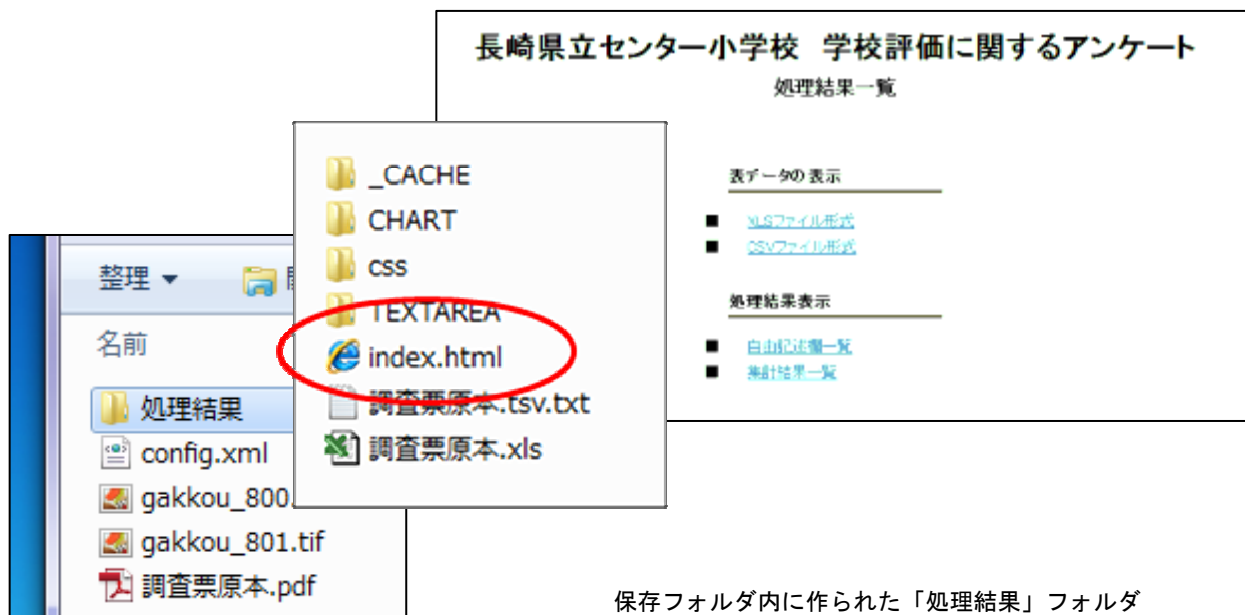 長崎県立センター小学校 学校評価に関するアンケート
処理結果一覧
表データの表示
■ XLSファイル形式
■ CSVファイル形式
処理結果表示
■ 自由記述欄一覧
■ 集計結果一覧
_CACHE
CHART
css
TEXTAREA
index.html
調査票原本.tsv.txt
調査票原本.xls
整理
名前
処理結果
config.xml
gakkou_800.
gakkou_801.tif
調査票原本.pdf
保存フォルダ内に作られた「処理結果」フォルダ